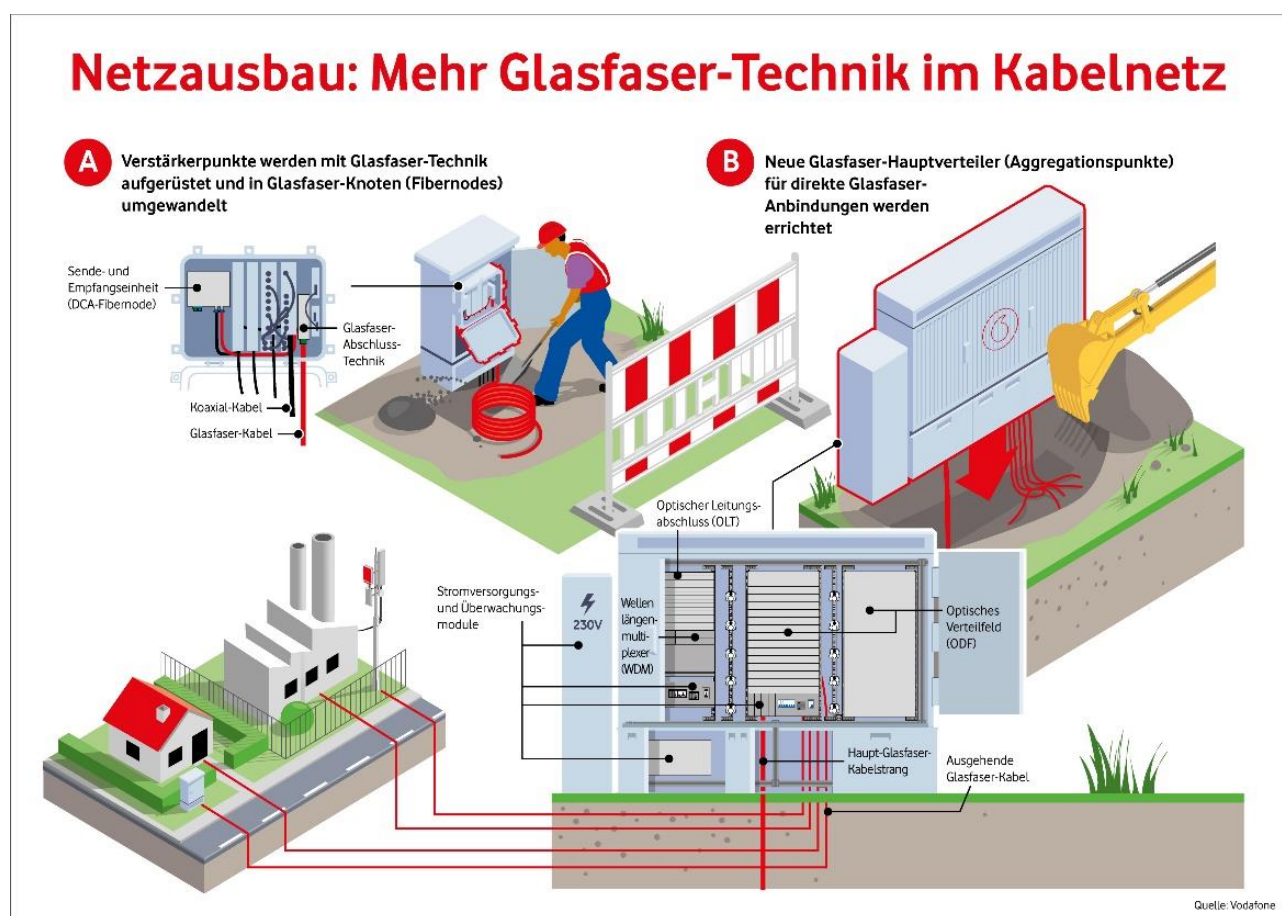 Netzausbau: Mehr Glasfaser-Technik im Kabelnetz
A
Verstärkerpunkte werden mit Glasfaser-Technik
aufgerüstet und in Glasfaser-Knoten (Fibernodes)
umgewandelt
B
Neue Glasfaser-Hauptverteiler (Aggregationspunkte)
für direkte Glasfaser-
Anbindungen werden
errichtet
Sende- und
Empfangseinheit
(DCA-Fibernode)
Glasfaser-
Abschluss-
Technik
Koaxial-Kabel
Glasfaser-Kabel
Optischer Leitungs-
abschluss (OLT)
Stromversorgungs-
und Überwachungs-
module
230V
Wellen
längen-
multi-
plexer
(WDM)
Optisches
Verteilfeld
(ODF)
Haupt-Glasfaser-
Kabelstrang
Ausgehende
Glasfaser-Kabel
Quelle: Vodafone